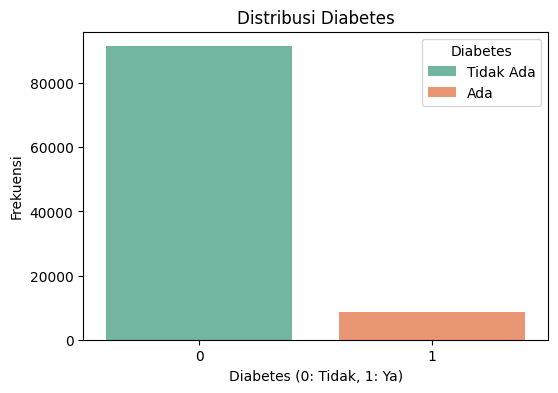 Distribusi Diabetes
Diabetes
Tidak Ada
Ada
Frekuensi
80000
60000
40000
20000
0
0
1
Diabetes (0: Tidak, 1: Ya)